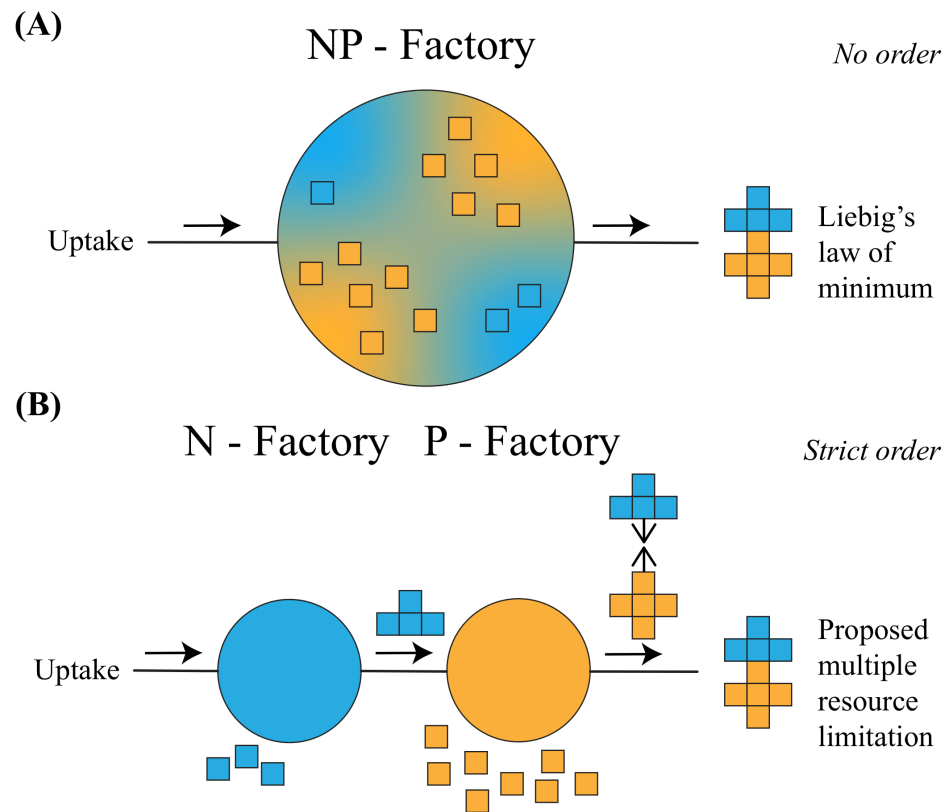 (A)
NP - Factory
No order
Uptake
Liebig's
law of
minimum
(B)
N - Factory
P - Factory
Strict order
Uptake
Proposed
multiple
resource
limitation